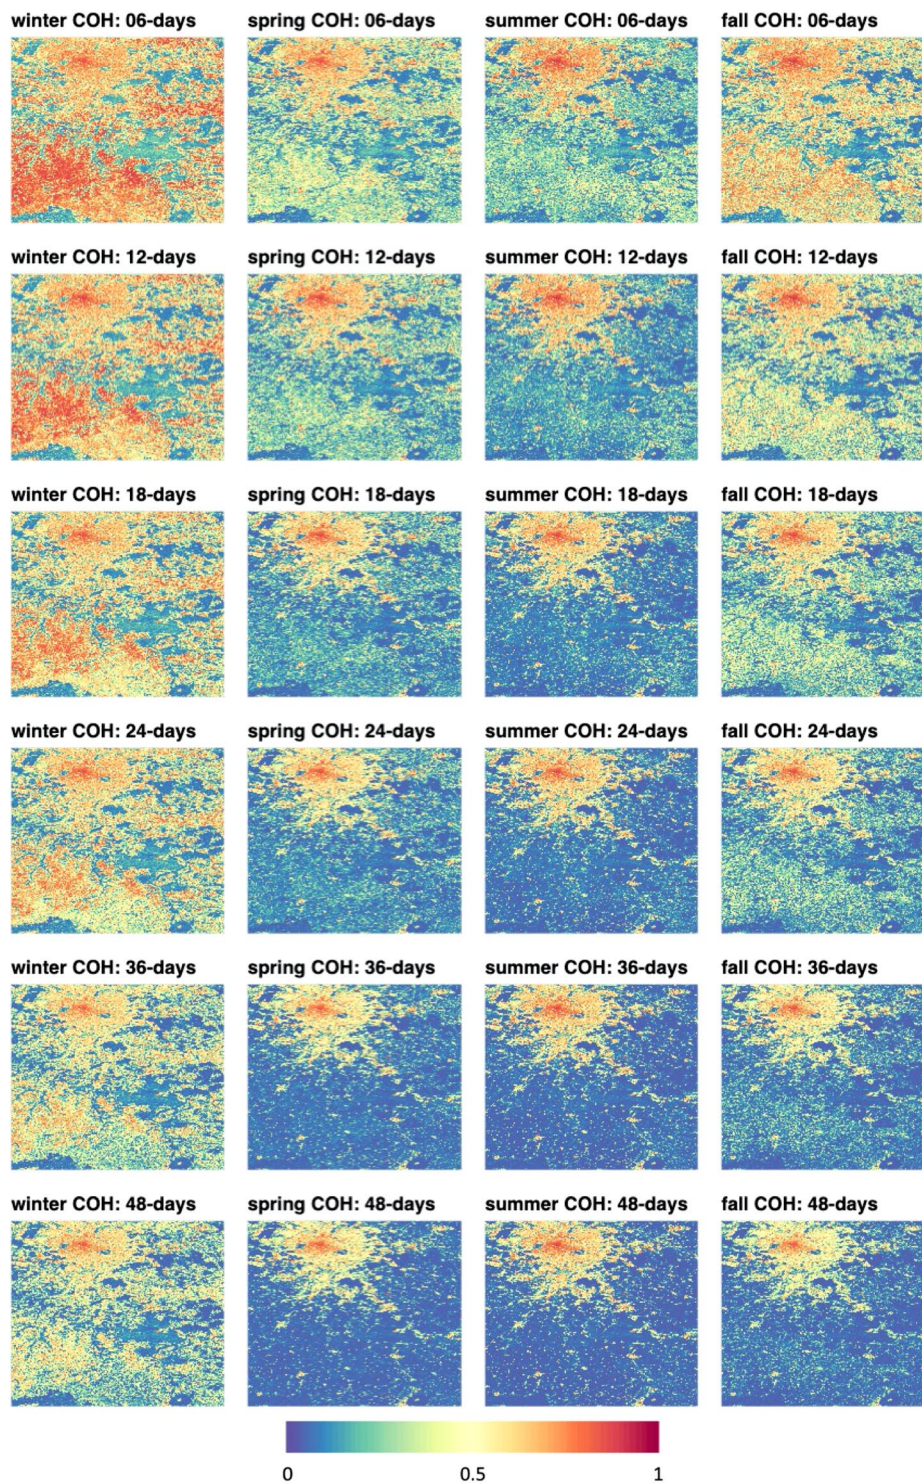 winter COH: 06-days spring COH: 06-days summer COH: 06-days fall COH: 06-days
winter COH: 12-days spring COH: 12-days summer COH: 12-days fall COH: 12-days
winter COH: 18-days spring COH: 18-days summer COH: 18-days fall COH: 18-days
winter COH: 24-days spring COH: 24-days summer COH: 24-days fall COH: 24-days
winter COH: 36-days spring COH: 36-days summer COH: 36-days fall COH: 36-days
winter COH: 48-days spring COH: 48-days summer COH: 48-days fall COH: 48-days
0 0.5 1